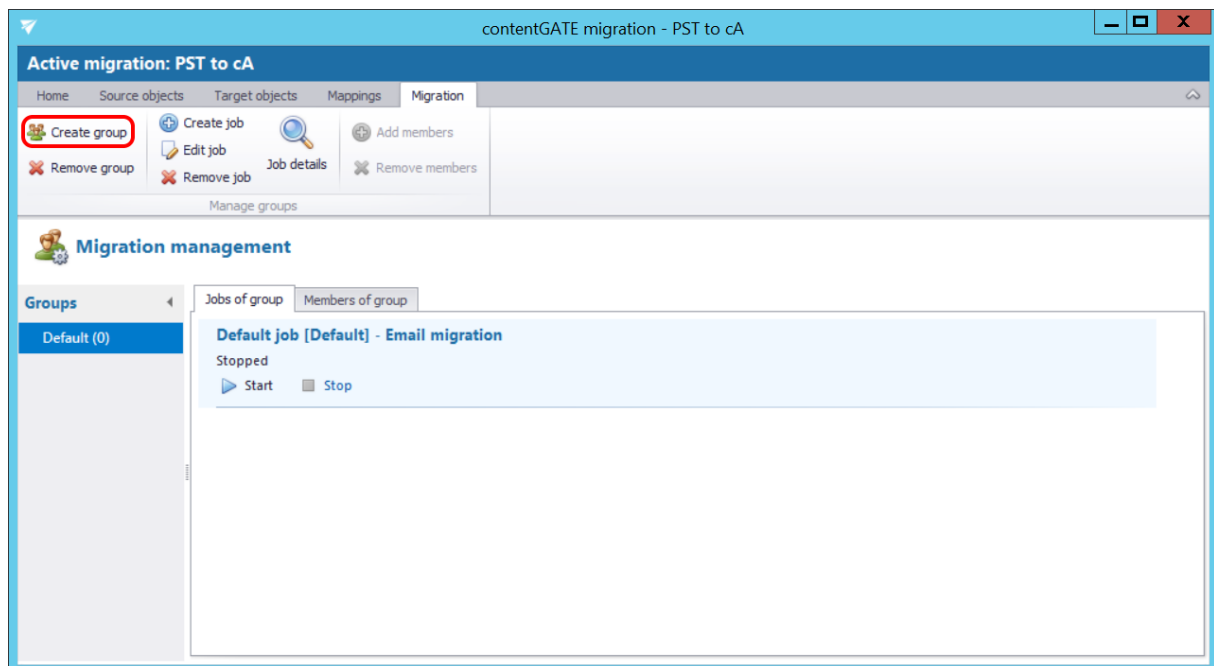 contentGATE migration - PST to cA
Active migration: PST to cA
Home Source objects Target objects Mappings Migration
Create group
Remove group
Create job
Edit job
Remove job
Job details
Add members
Remove members
Manage groups
Migration management
Groups
Default (0)
Jobs of group Members of group
Default job [Default] - Email migration
Stopped
Start Stop